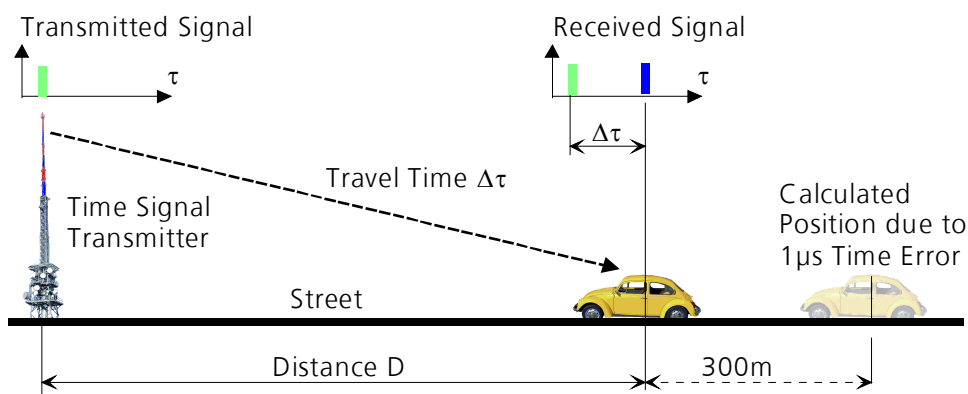 Transmitted Signal
τ
Received Signal
τ
Δτ
Travel Time Δτ
Time Signal
Transmitter
Calculated
Position due to
1µs Time Error
Street
Distance D
300m